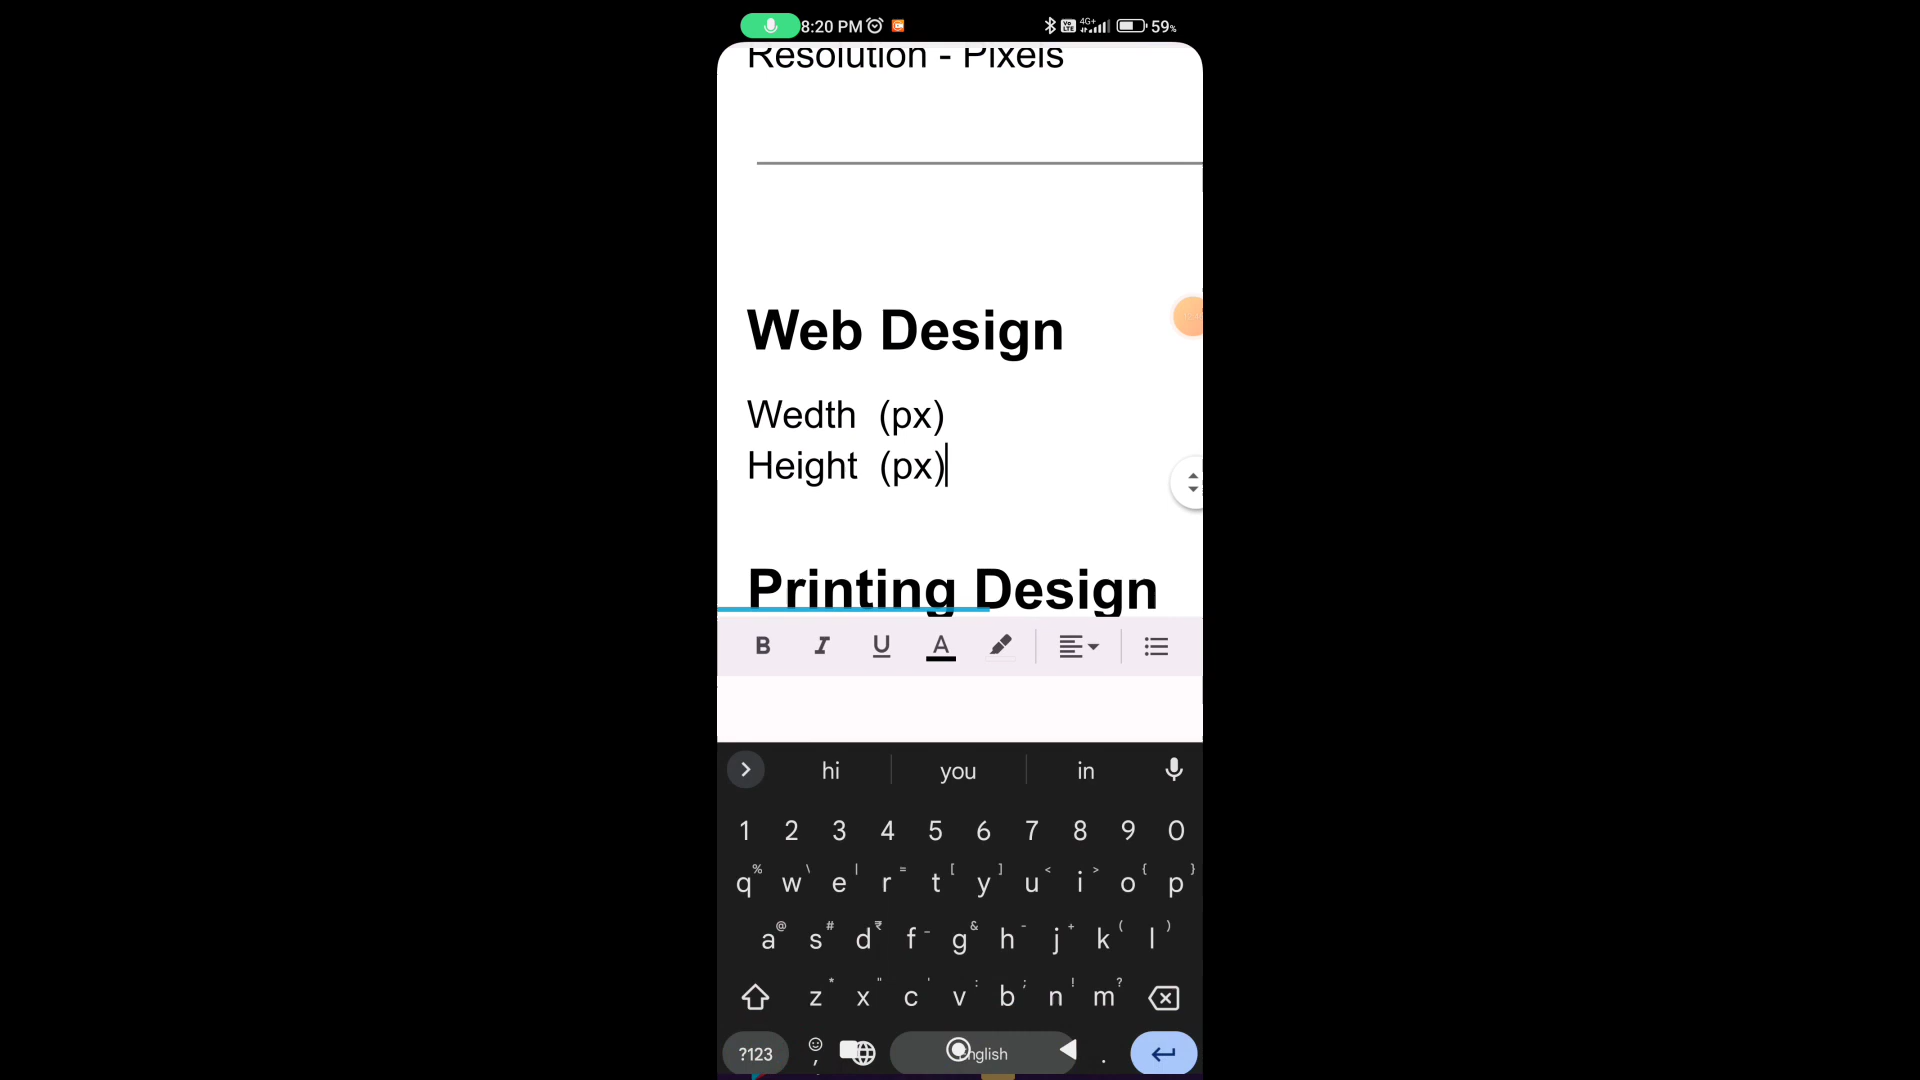 8:20 PM 4G+ 59%
Resolution - Pixels
Web Design
Wedth (px)
Height (px)
Printing Design
B I U A
hi you in
1 2 3 4 5 6 7 8 9 0
q % w \ e | r = t [ y ] u < i > o { p }
a @ s # d ₹ f _ g & h - j + k ( l )
z * x " c ' v : b ; n ! m ?
?123 , English .